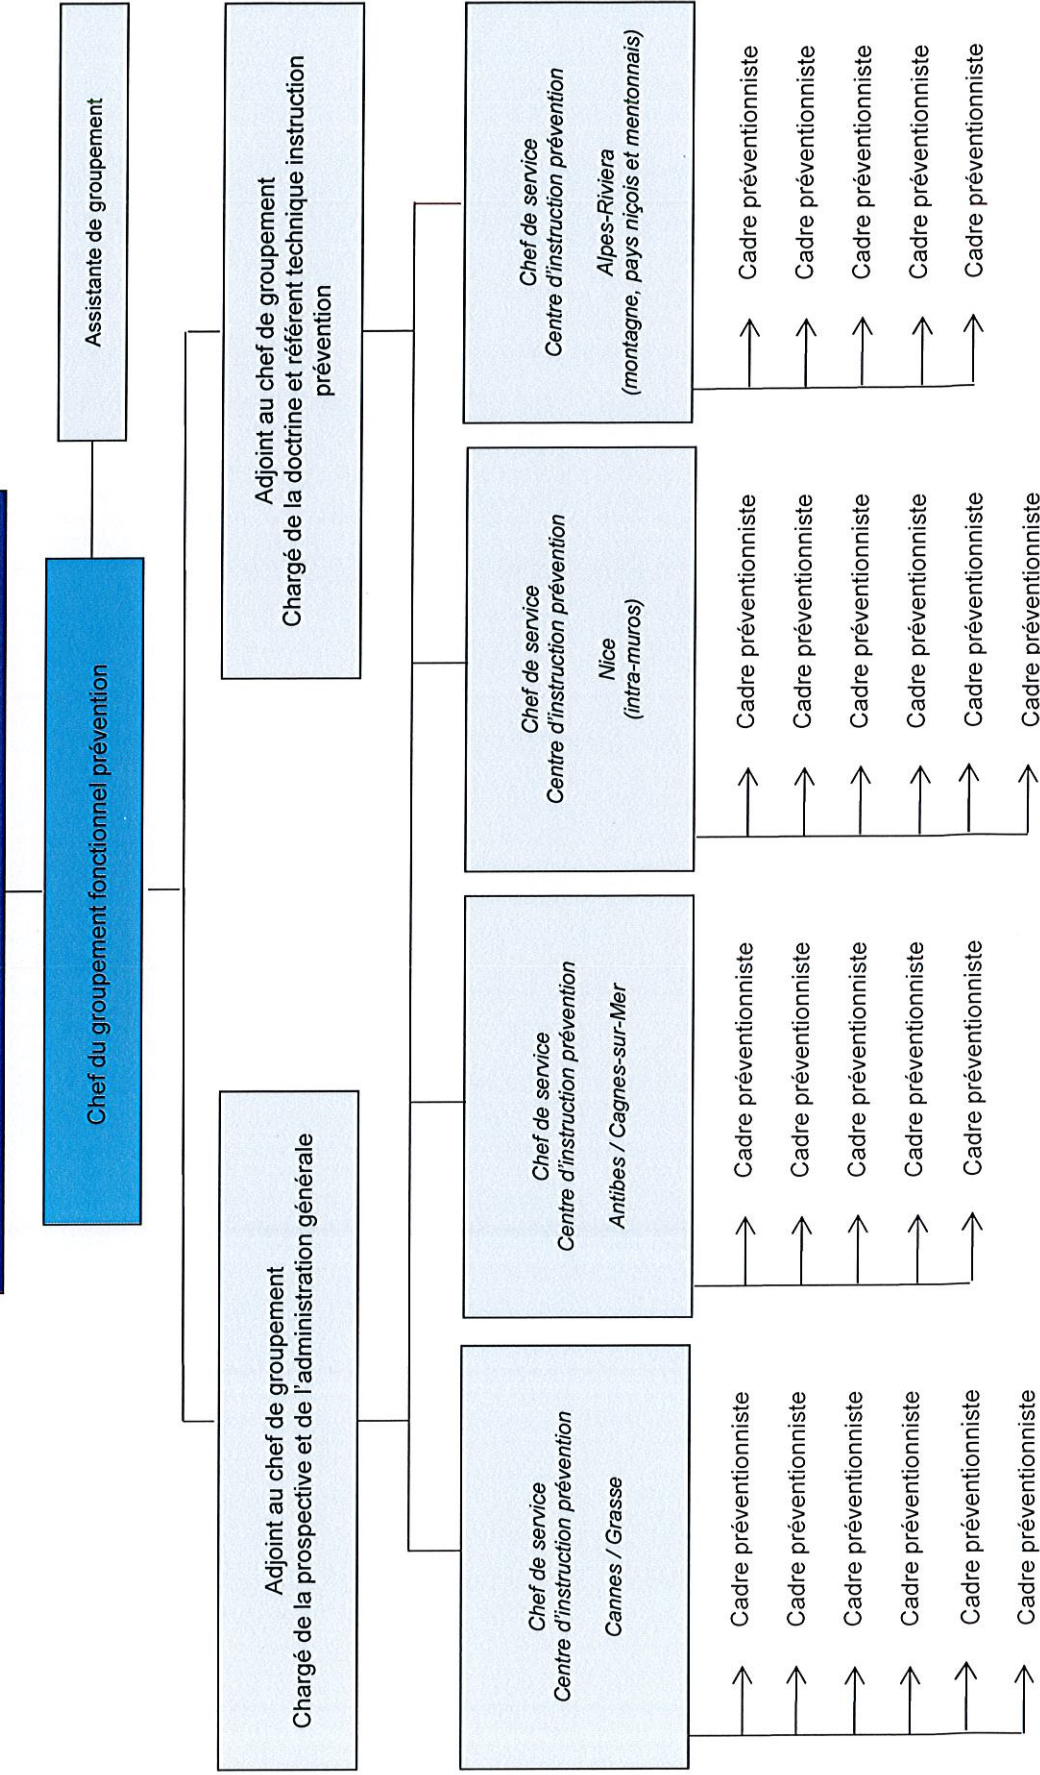 Chef du groupement fonctionnel prévention
Assistante de groupement
Adjoint au chef de groupement
Chargé de la prospective et de l'administration générale
Adjoint au chef de groupement
Chargé de la doctrine et référent technique instruction
prévention
Chef de service
Centre d'instruction prévention
Cannes / Grasse
Cadre préventionniste
Cadre préventionniste
Cadre préventionniste
Cadre préventionniste
Cadre préventionniste
Cadre préventionniste
Chef de service
Centre d'instruction prévention
Antibes / Cagnes-sur-Mer
Cadre préventionniste
Cadre préventionniste
Cadre préventionniste
Cadre préventionniste
Cadre préventionniste
Chef de service
Centre d'instruction prévention
Nice
(intra-muros)
Cadre préventionniste
Cadre préventionniste
Cadre préventionniste
Cadre préventionniste
Cadre préventionniste
Cadre préventionniste
Chef de service
Centre d'instruction prévention
Alpes-Riviera
(montagne, pays niçois et mentonnais)
Cadre préventionniste
Cadre préventionniste
Cadre préventionniste
Cadre préventionniste
Cadre préventionniste